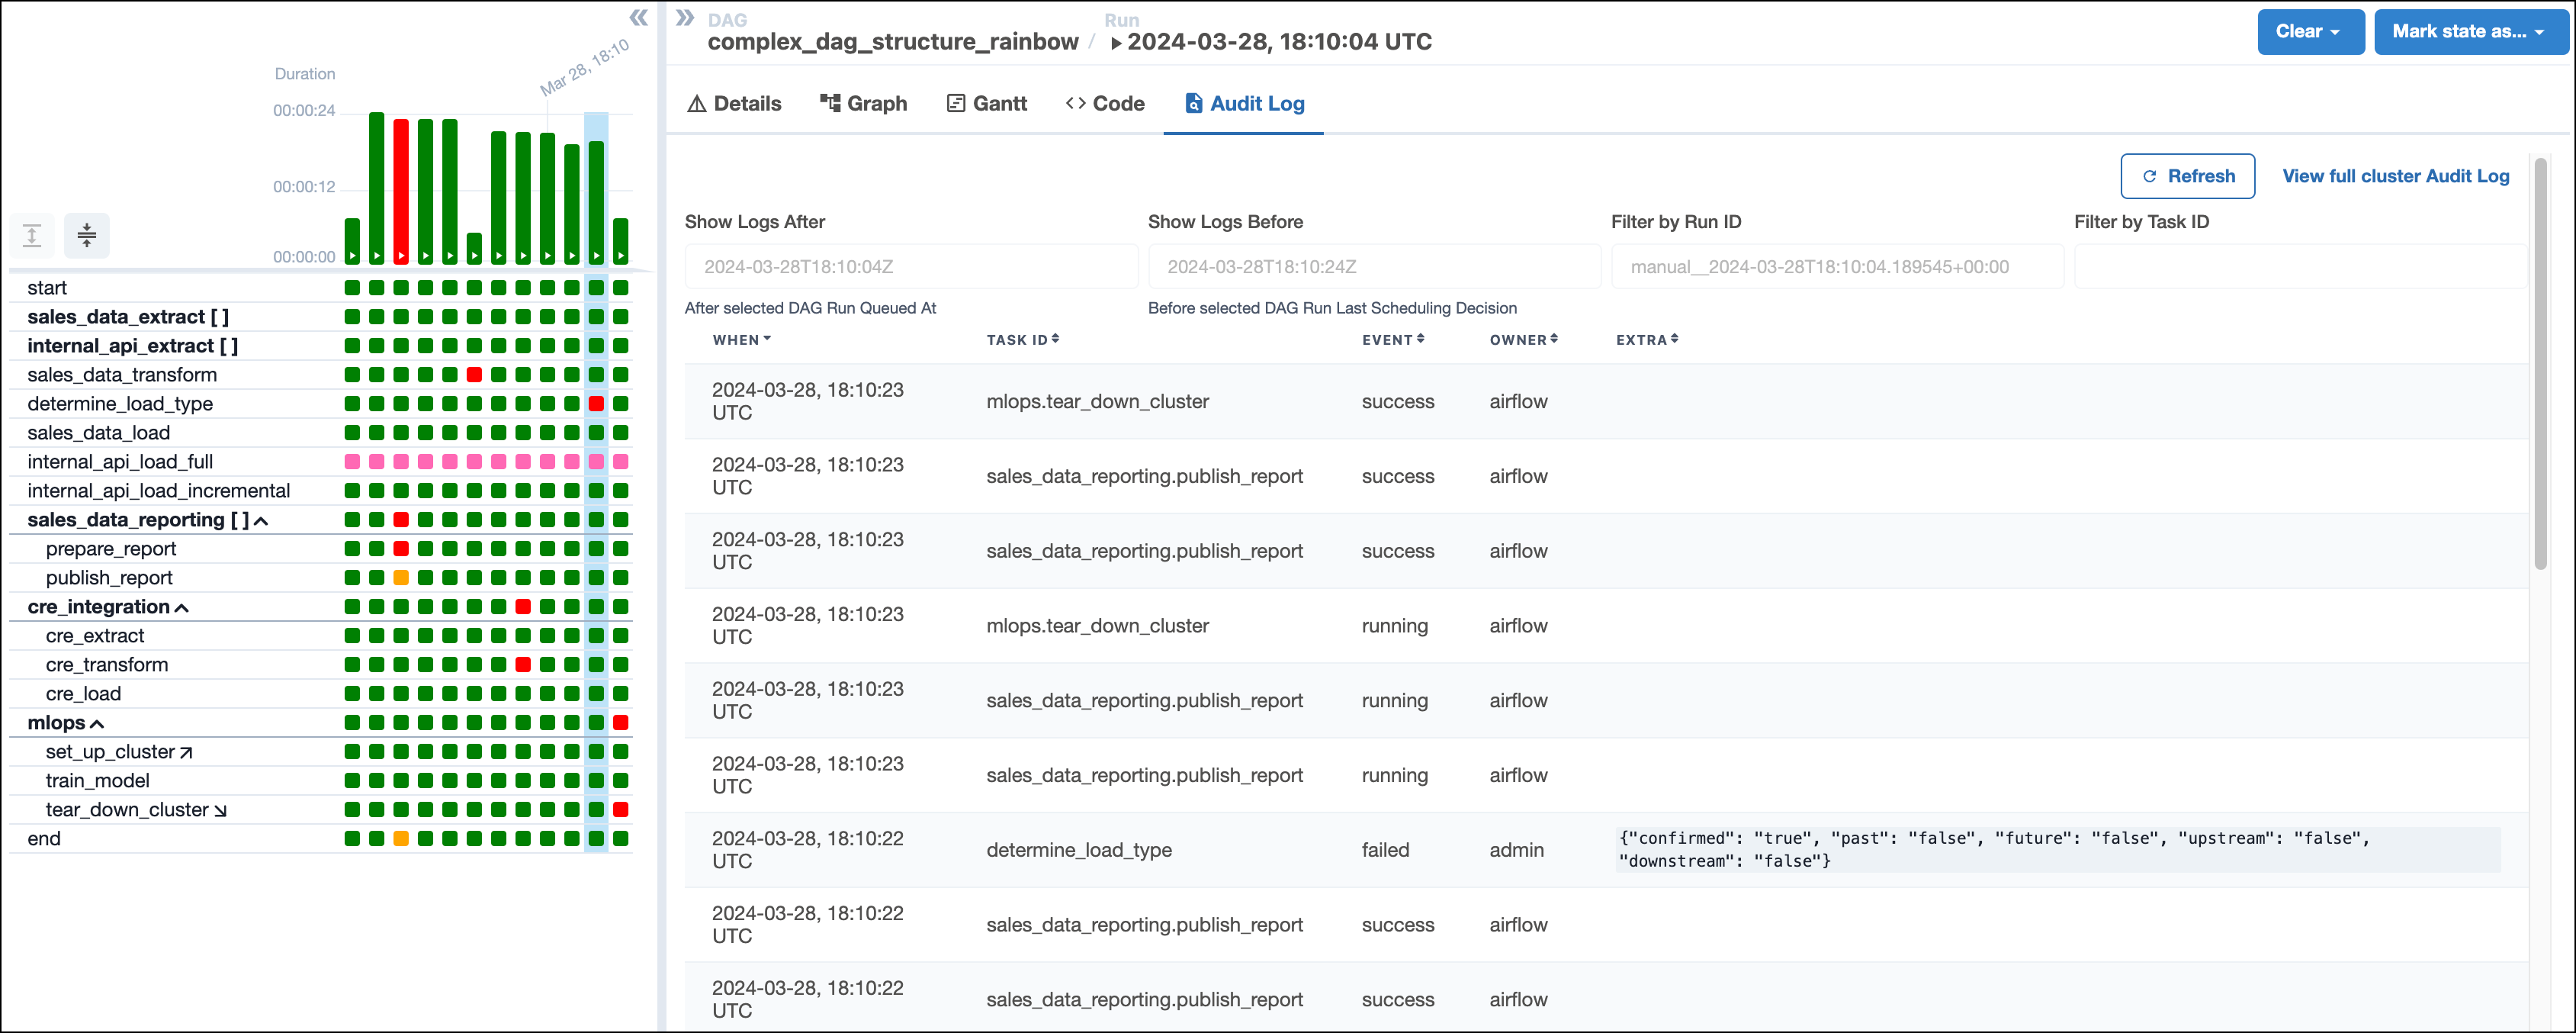 DAG
Run
complex_dag_structure_rainbow / 2024-03-28, 18:10:04 UTC
Clear
Mark state as...
Details
Graph
Gantt
Code
Audit Log
Refresh
View full cluster Audit Log
Duration
Mar 28, 18:10
00:00:24
00:00:12
00:00:00
start
sales_data_extract [ ]
internal_api_extract [ ]
sales_data_transform
determine_load_type
sales_data_load
internal_api_load_full
internal_api_load_incremental
sales_data_reporting [ ]
prepare_report
publish_report
cre_integration
cre_extract
cre_transform
cre_load
mlops
set_up_cluster
train_model
tear_down_cluster
end
Show Logs After
Show Logs Before
Filter by Run ID
Filter by Task ID
2024-03-28T18:10:04Z
2024-03-28T18:10:24Z
manual__2024-03-28T18:10:04.189545+00:00
After selected DAG Run Queued At
Before selected DAG Run Last Scheduling Decision
WHEN TASK ID EVENT OWNER EXTRA
2024-03-28, 18:10:23
UTC
mlops.tear_down_cluster success airflow
2024-03-28, 18:10:23
UTC
sales_data_reporting.publish_report success airflow
2024-03-28, 18:10:23
UTC
sales_data_reporting.publish_report success airflow
2024-03-28, 18:10:23
UTC
mlops.tear_down_cluster running airflow
2024-03-28, 18:10:23
UTC
sales_data_reporting.publish_report running airflow
2024-03-28, 18:10:23
UTC
sales_data_reporting.publish_report running airflow
2024-03-28, 18:10:22
UTC
determine_load_type failed admin
{"confirmed": "true", "past": "false", "future": "false", "upstream": "false",
"downstream": "false"}
2024-03-28, 18:10:22
UTC
sales_data_reporting.publish_report success airflow
2024-03-28, 18:10:22
UTC
sales_data_reporting.publish_report success airflow